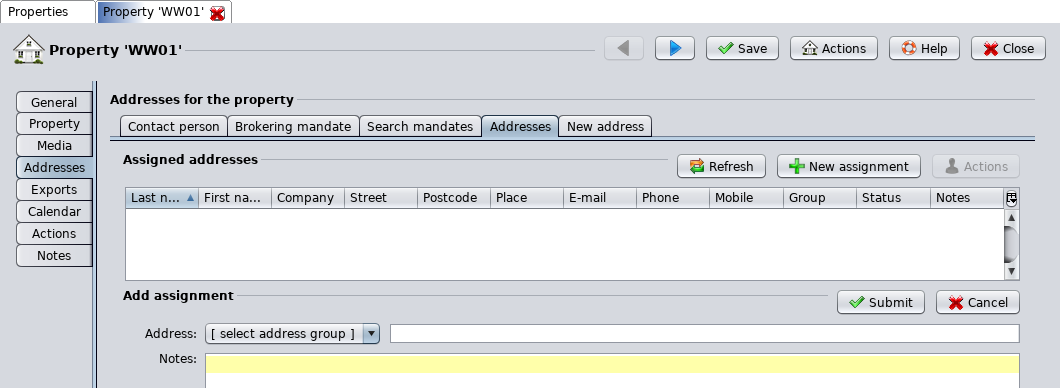 Properties Property 'WW01'
Property 'WW01' Save Actions Help Close
General
Property
Media
Addresses
Exports
Calendar
Actions
Notes
Addresses for the property
Contact person Brokering mandate Search mandates Addresses New address
Assigned addresses Refresh New assignment Actions
Last n... First na... Company Street Postcode Place E-mail Phone Mobile Group Status Notes
Add assignment Submit Cancel
Address: [ select address group ]
Notes: